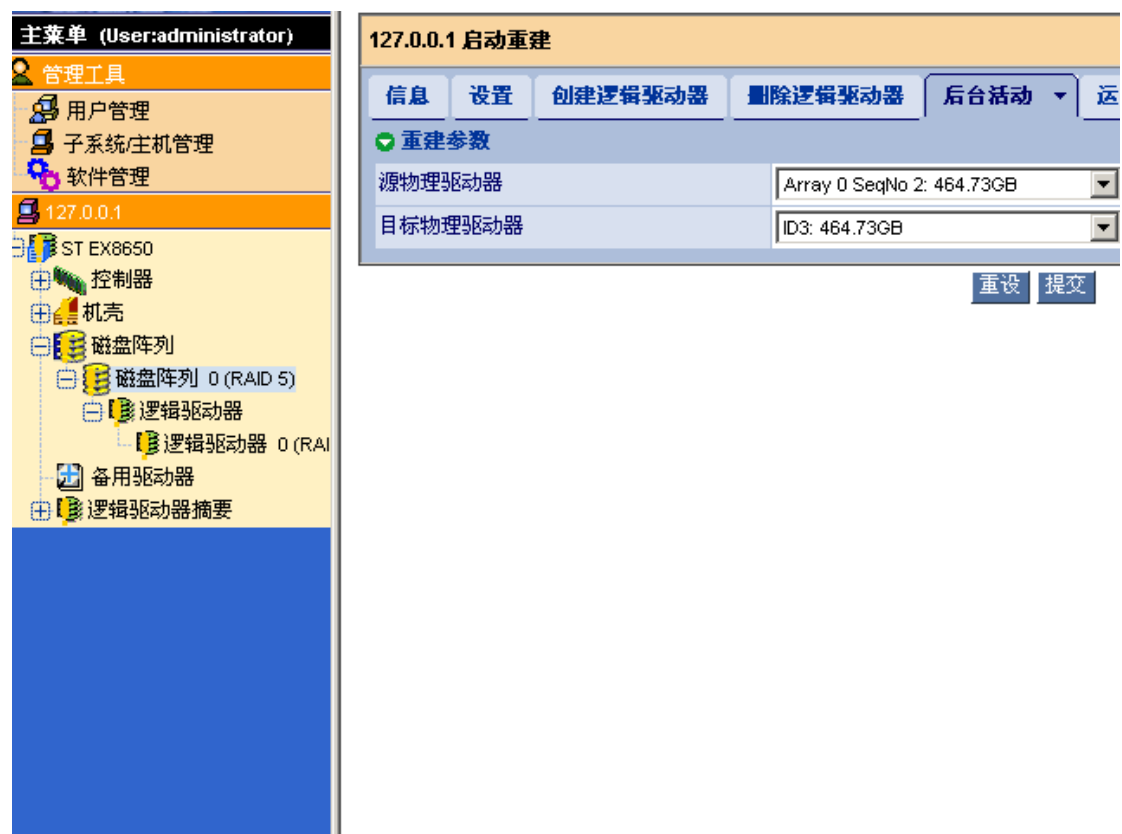 主菜单 (User:administrator)
管理工具
用户管理
子系统/主机管理
软件管理
127.0.0.1
ST EX8650
控制器
机壳
磁盘阵列
磁盘阵列 0 (RAID 5)
逻辑驱动器
逻辑驱动器 0 (RAI
备用驱动器
逻辑驱动器摘要
127.0.0.1 启动重建
信息 设置 创建逻辑驱动器 删除逻辑驱动器 后台活动 运
重建参数
源物理驱动器 Array 0 SeqNo 2: 464.73GB
目标物理驱动器 ID3: 464.73GB
重设 提交